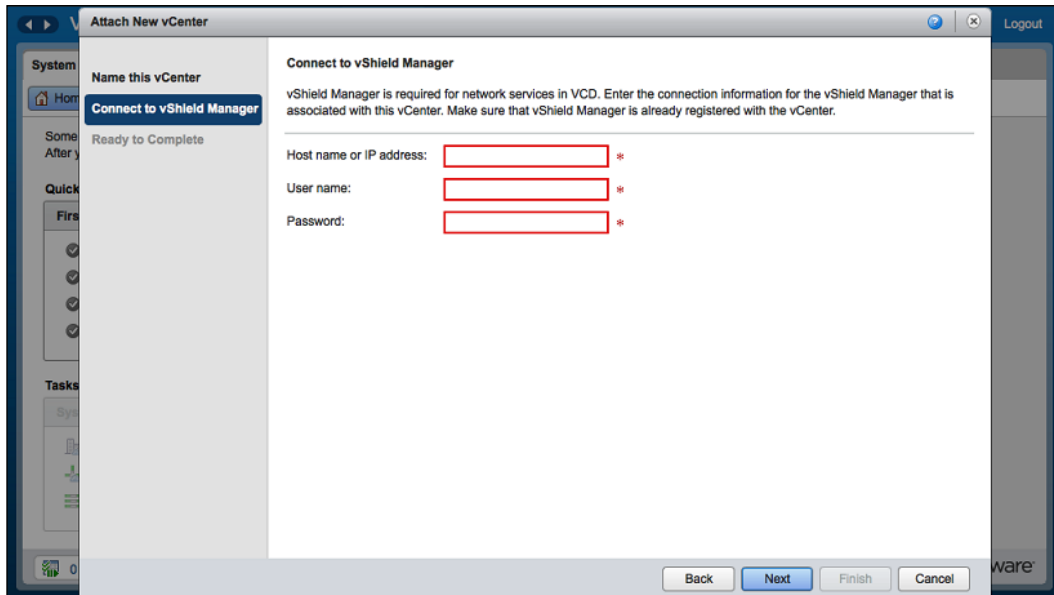 Attach New vCenter
Logout
System
Name this vCenter
Connect to vShield Manager
Ready to Complete
Connect to vShield Manager
vShield Manager is required for network services in VCD. Enter the connection information for the vShield Manager that is
associated with this vCenter. Make sure that vShield Manager is already registered with the vCenter.
Host name or IP address: *
User name: *
Password: *
Some
After
Quick
Tasks
0
Back Next Finish Cancel